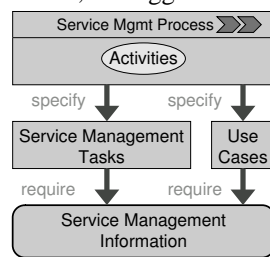 Service Mgmt Process
Activities
specify specify
Service Management Use
Tasks Cases
require require
Service Management
Information